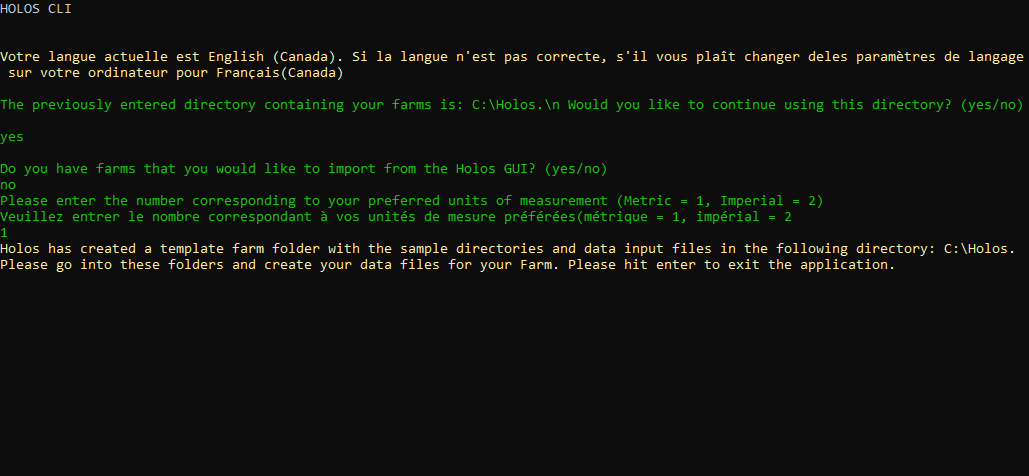 HOLOS CLI
Votre langue actuelle est English (Canada). Si la langue n'est pas correcte, s'il vous plaît changer deles paramètres de langage
sur votre ordinateur pour Français(Canada)
The previously entered directory containing your farms is: C:\Holos.\n Would you like to continue using this directory? (yes/no)
yes
Do you have farms that you would like to import from the Holos GUI? (yes/no)
no
Please enter the number corresponding to your preferred units of measurement (Metric = 1, Imperial = 2)
Veuillez entrer le nombre correspondant à vos unités de mesure préférées(métrique = 1, impérial = 2
1
Holos has created a template farm folder with the sample directories and data input files in the following directory: C:\Holos.
Please go into these folders and create your data files for your Farm. Please hit enter to exit the application.